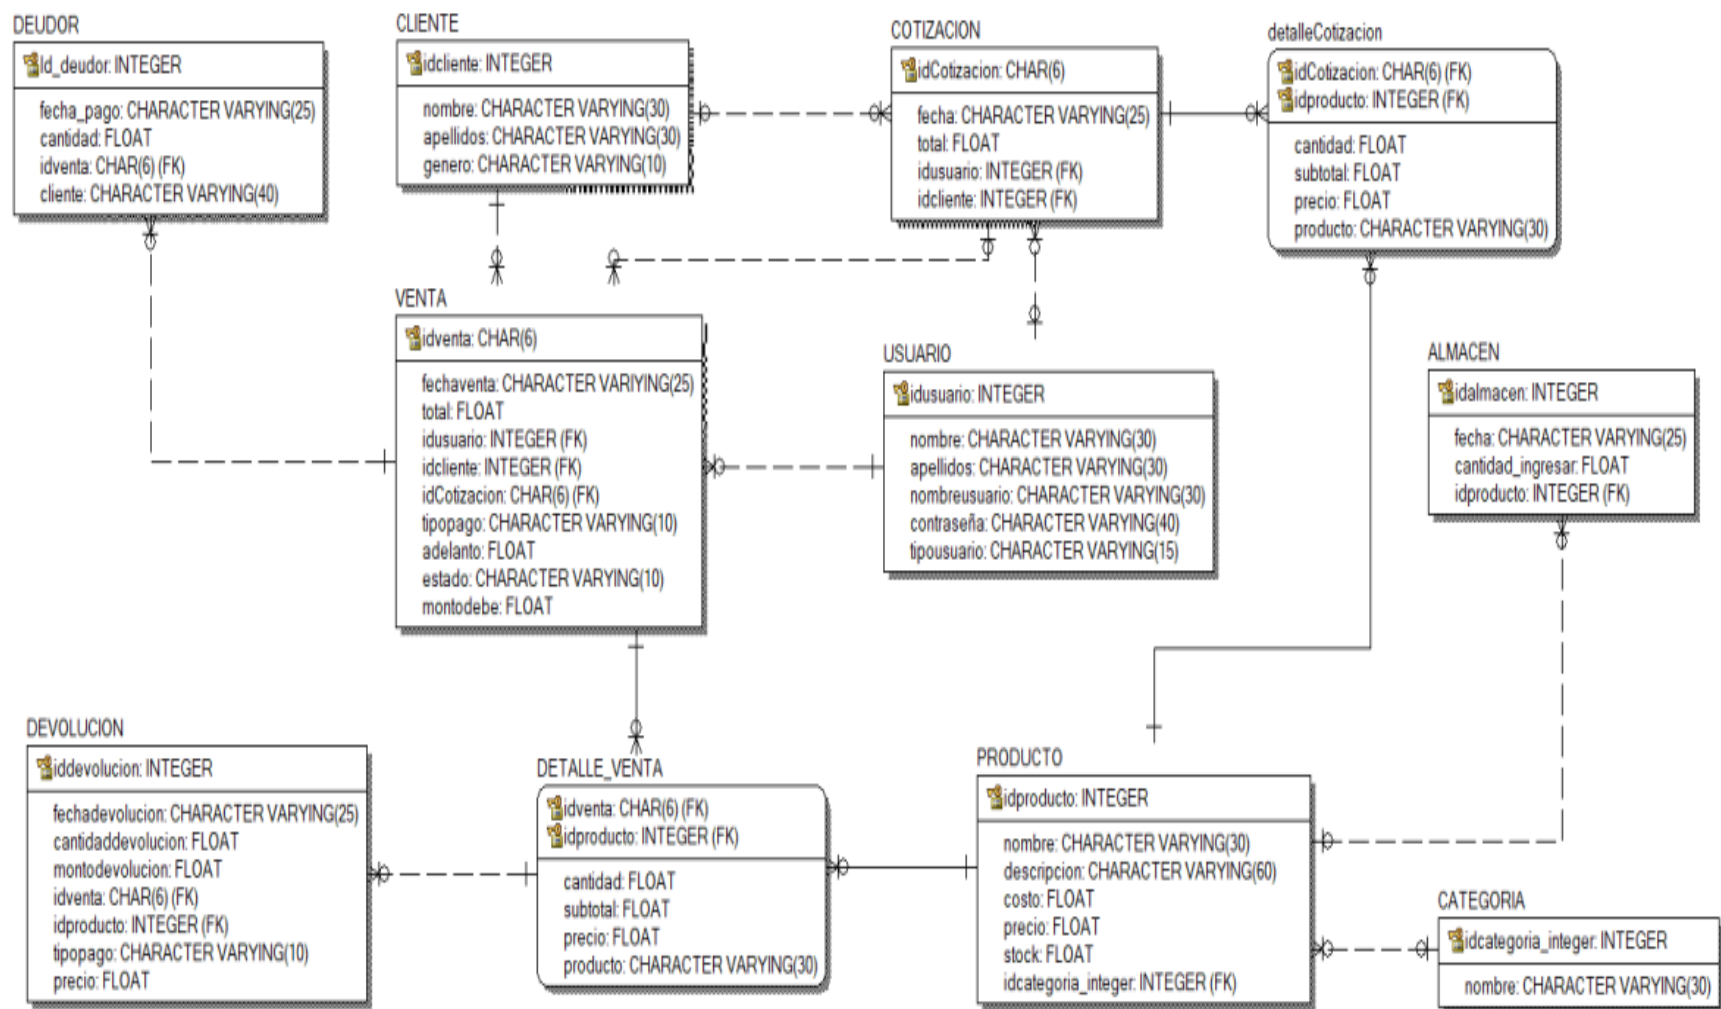 DEUDOR
Id_deudor: INTEGER
fecha_pago: CHARACTER VARYING(25)
cantidad: FLOAT
idventa: CHAR(6) (FK)
cliente: CHARACTER VARYING(40)
CLIENTE
idcliente: INTEGER
nombre: CHARACTER VARYING(30)
apellidos: CHARACTER VARYING(30)
genero: CHARACTER VARYING(10)
COTIZACION
idCotizacion: CHAR(6)
fecha: CHARACTER VARYING(25)
total: FLOAT
idusuario: INTEGER (FK)
idcliente: INTEGER (FK)
detalleCotizacion
idCotizacion: CHAR(6) (FK)
idproducto: INTEGER (FK)
cantidad: FLOAT
subtotal: FLOAT
precio: FLOAT
producto: CHARACTER VARYING(30)
VENTA
idventa: CHAR(6)
fechaventa: CHARACTER VARIYING(25)
total: FLOAT
idusuario: INTEGER (FK)
idcliente: INTEGER (FK)
idCotizacion: CHAR(6) (FK)
tipopago: CHARACTER VARYING(10)
adelanto: FLOAT
estado: CHARACTER VARYING(10)
montodebe: FLOAT
USUARIO
idusuario: INTEGER
nombre: CHARACTER VARYING(30)
apellidos: CHARACTER VARYING(30)
nombreusuario: CHARACTER VARYING(30)
contraseña: CHARACTER VARYING(40)
tipousuario: CHARACTER VARYING(15)
ALMACEN
idalmacen: INTEGER
fecha: CHARACTER VARYING(25)
cantidad_ingresar: FLOAT
idproducto: INTEGER (FK)
DEVOLUCION
iddevolucion: INTEGER
fechadevolucion: CHARACTER VARYING(25)
cantidaddevolucion: FLOAT
montodevolucion: FLOAT
idventa: CHAR(6) (FK)
idproducto: INTEGER (FK)
tipopago: CHARACTER VARYING(10)
precio: FLOAT
DETALLE_VENTA
idventa: CHAR(6) (FK)
idproducto: INTEGER (FK)
cantidad: FLOAT
subtotal: FLOAT
precio: FLOAT
producto: CHARACTER VARYING(30)
PRODUCTO
idproducto: INTEGER
nombre: CHARACTER VARYING(30)
descripcion: CHARACTER VARYING(60)
costo: FLOAT
precio: FLOAT
stock: FLOAT
idcategoria_integer: INTEGER (FK)
CATEGORIA
idcategoria_integer: INTEGER
nombre: CHARACTER VARYING(30)